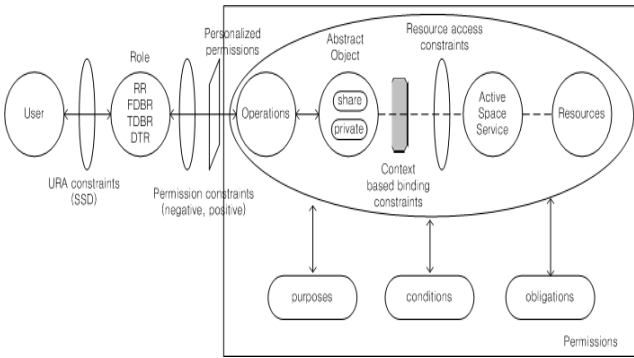 Personalized
permissions
Role
RR
FDBR
TDBR
DTR
User
URA constraints
(SSD)
Permission constraints
(negative, positive)
Operations
Abstract
Object
share
private
Context
based binding
constraints
Resource access
constraints
Active
Space
Service
Resources
purposes
conditions
obligations
Permissions